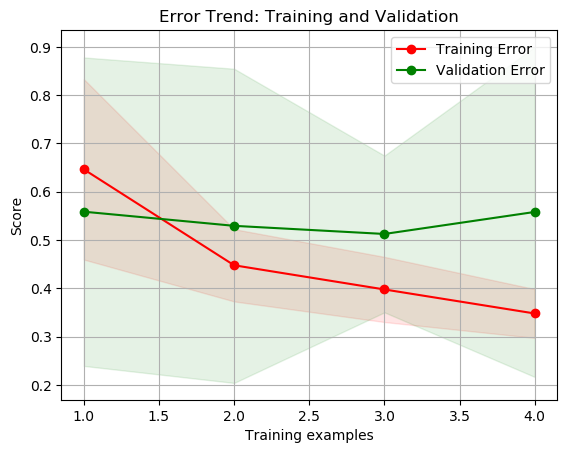 Error Trend: Training and Validation
Training Error
Validation Error
Score
0.9
0.8
0.7
0.6
0.5
0.4
0.3
0.2
1.0 1.5 2.0 2.5 3.0 3.5 4.0
Training examples